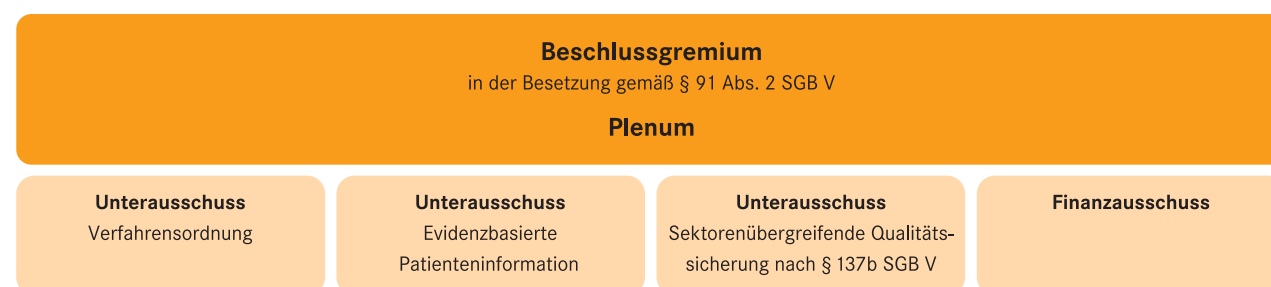 Beschlussgremium
in der Besetzung gemäß § 91 Abs. 2 SGB V
Plenum
Unterausschuss
Verfahrensordnung
Unterausschuss
Evidenzbasierte
Patienteninformation
Unterausschuss
Sektorenübergreifende Qualitäts-
sicherung nach § 137b SGB V
Finanzausschuss